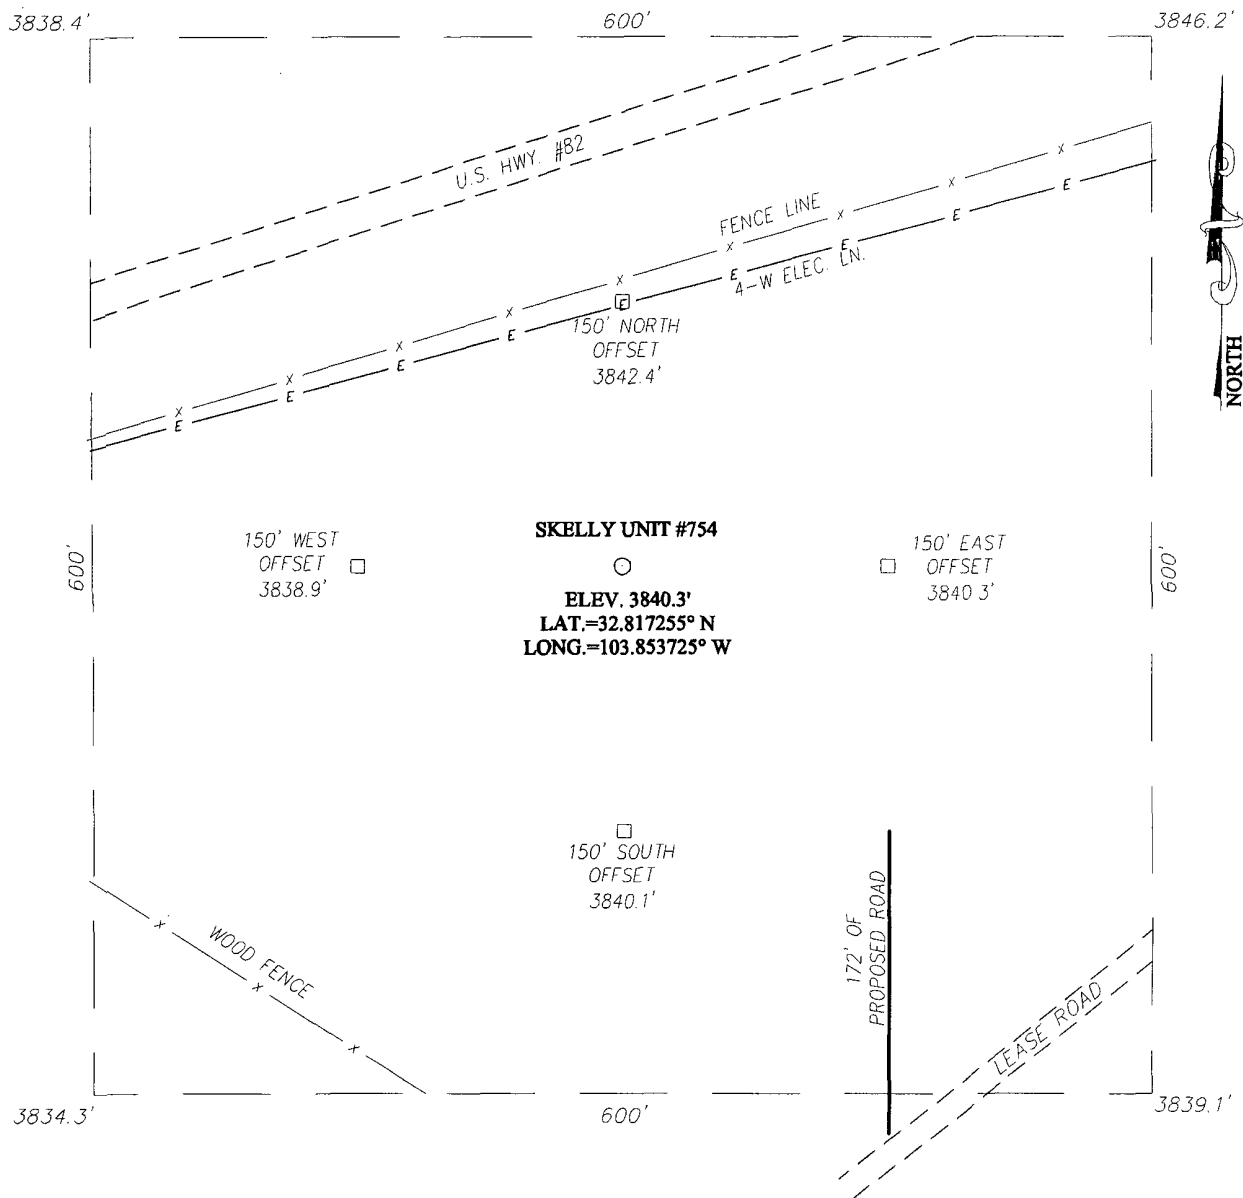 3838.4'
600'
3846.2'
U.S. HWY. #82
FENCE LINE
4-W ELEC. LN.
NORTH
150' NORTH
OFFSET
3842.4'
600'
150' WEST
OFFSET
3838.9'
SKELLY UNIT #754
ELEV. 3840.3'
LAT.=32.817255° N
LONG.=103.853725° W
150' EAST
OFFSET
3840 3'
600'
150' SOUTH
OFFSET
3840.1'
WOOD FENCE
172' OF
PROPOSED ROAD
LEASE ROAD
3834.3'
600'
3839.1'